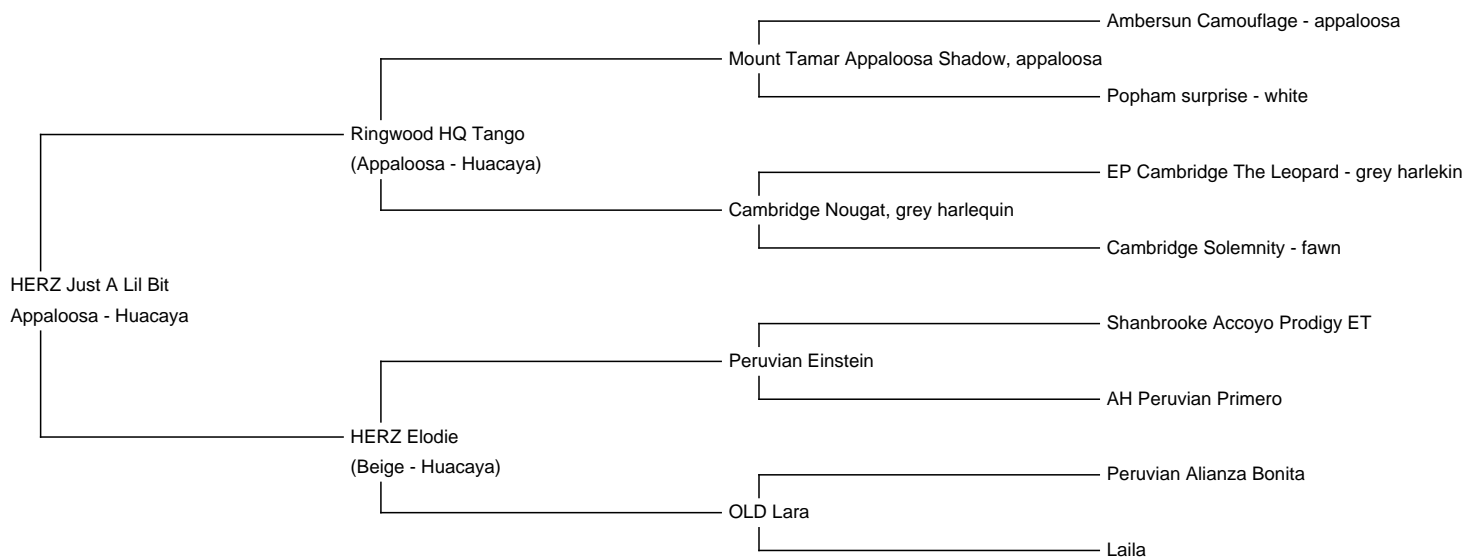 Ambersun Camouflage - appaloosa
Mount Tamar Appaloosa Shadow, appaloosa
Popham surprise - white
Ringwood HQ Tango
(Appaloosa - Huacaya)
EP Cambridge The Leopard - grey harlekin
Cambridge Nougat, grey harlequin
Cambridge Solemnity - fawn
HERZ Just A Lil Bit
Appaloosa - Huacaya
Shanbrooke Accoyo Prodigy ET
Peruvian Einstein
AH Peruvian Primero
HERZ Elodie
(Beige - Huacaya)
Peruvian Alianza Bonita
OLD Lara
Laila